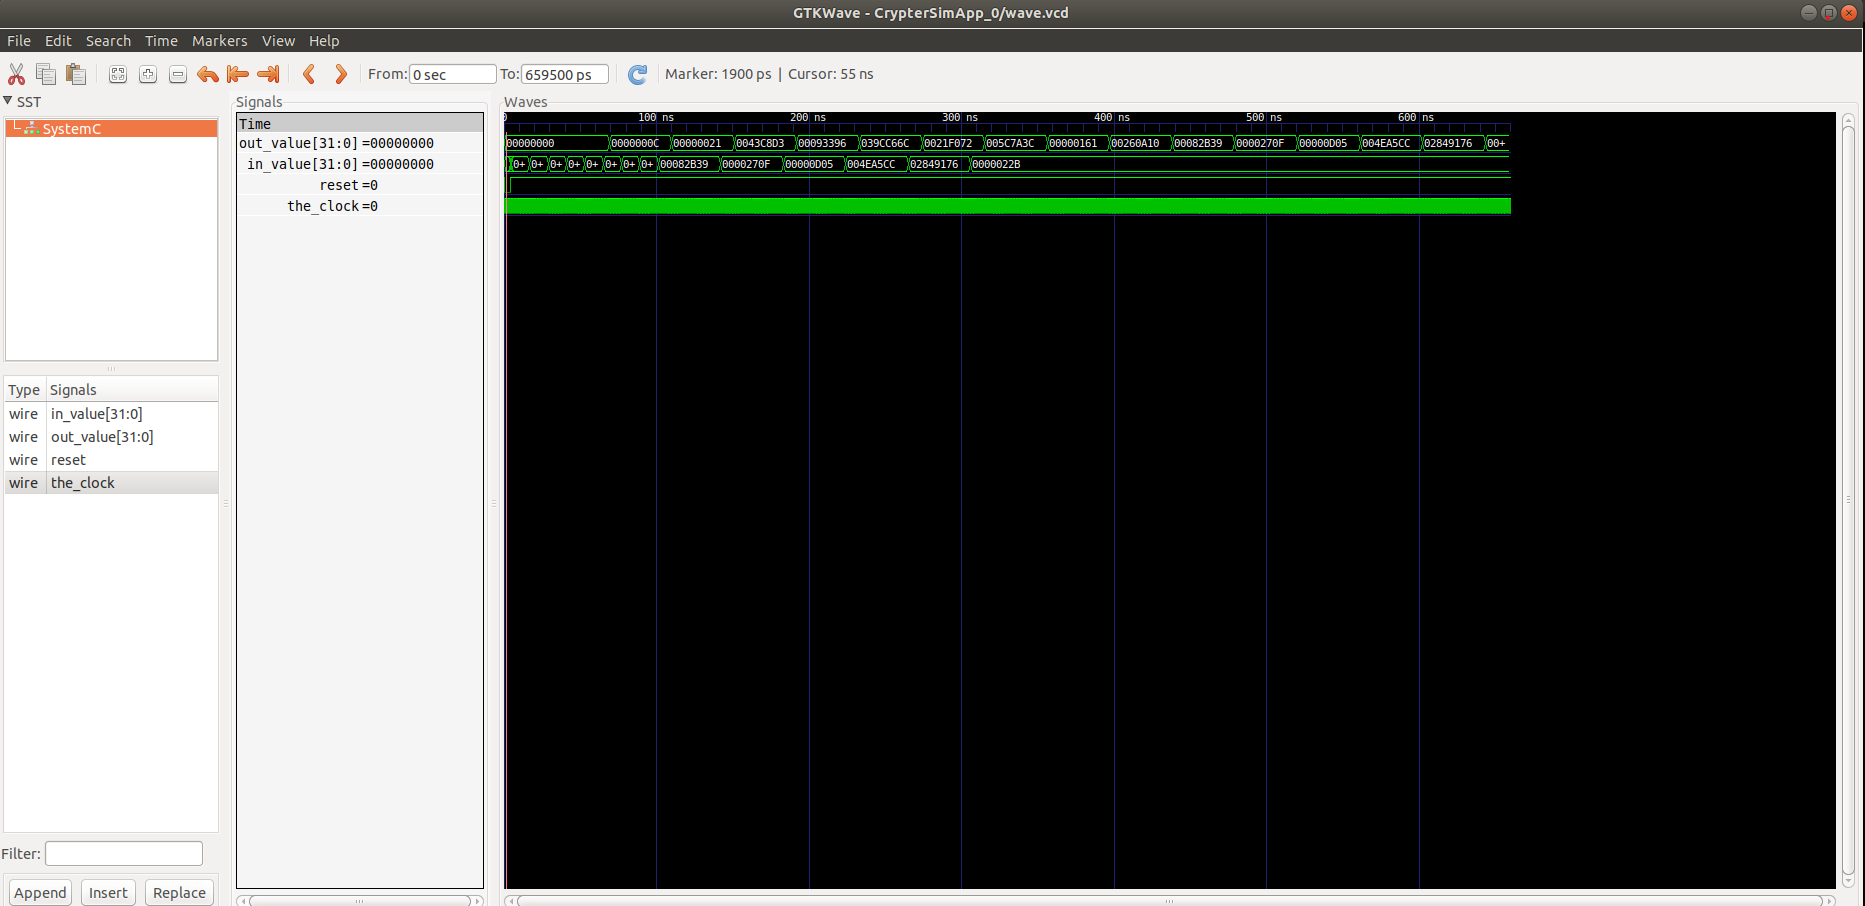 GTKWave - CrypterSimApp_0/wave.vcd
File Edit Search Time Markers View Help
From: 0 sec To: 659500 ps Marker: 1900 ps | Cursor: 55 ns
SST
SystemC
Type Signals
wire in_value[31:0]
wire out_value[31:0]
wire reset
wire the_clock
Filter:
Append Insert Replace
Signals
Time
out_value[31:0] =00000000
in_value[31:0] =00000000
reset =0
the_clock =0
Waves
0 100 ns 200 ns 300 ns 400 ns 500 ns 600 ns
00000000 0000000C 00000021 0043C8D3 00093396 039CC66C 0021F072 005C7A3C 00000161 00260A10 00082B39 0000270F 00000D05 004EA5CC 02849176 00+
0+ 0+ 0+ 0+ 0+ 0+ 0+ 0+ 00082B39 0000270F 00000D05 004EA5CC 02849176 0000022B